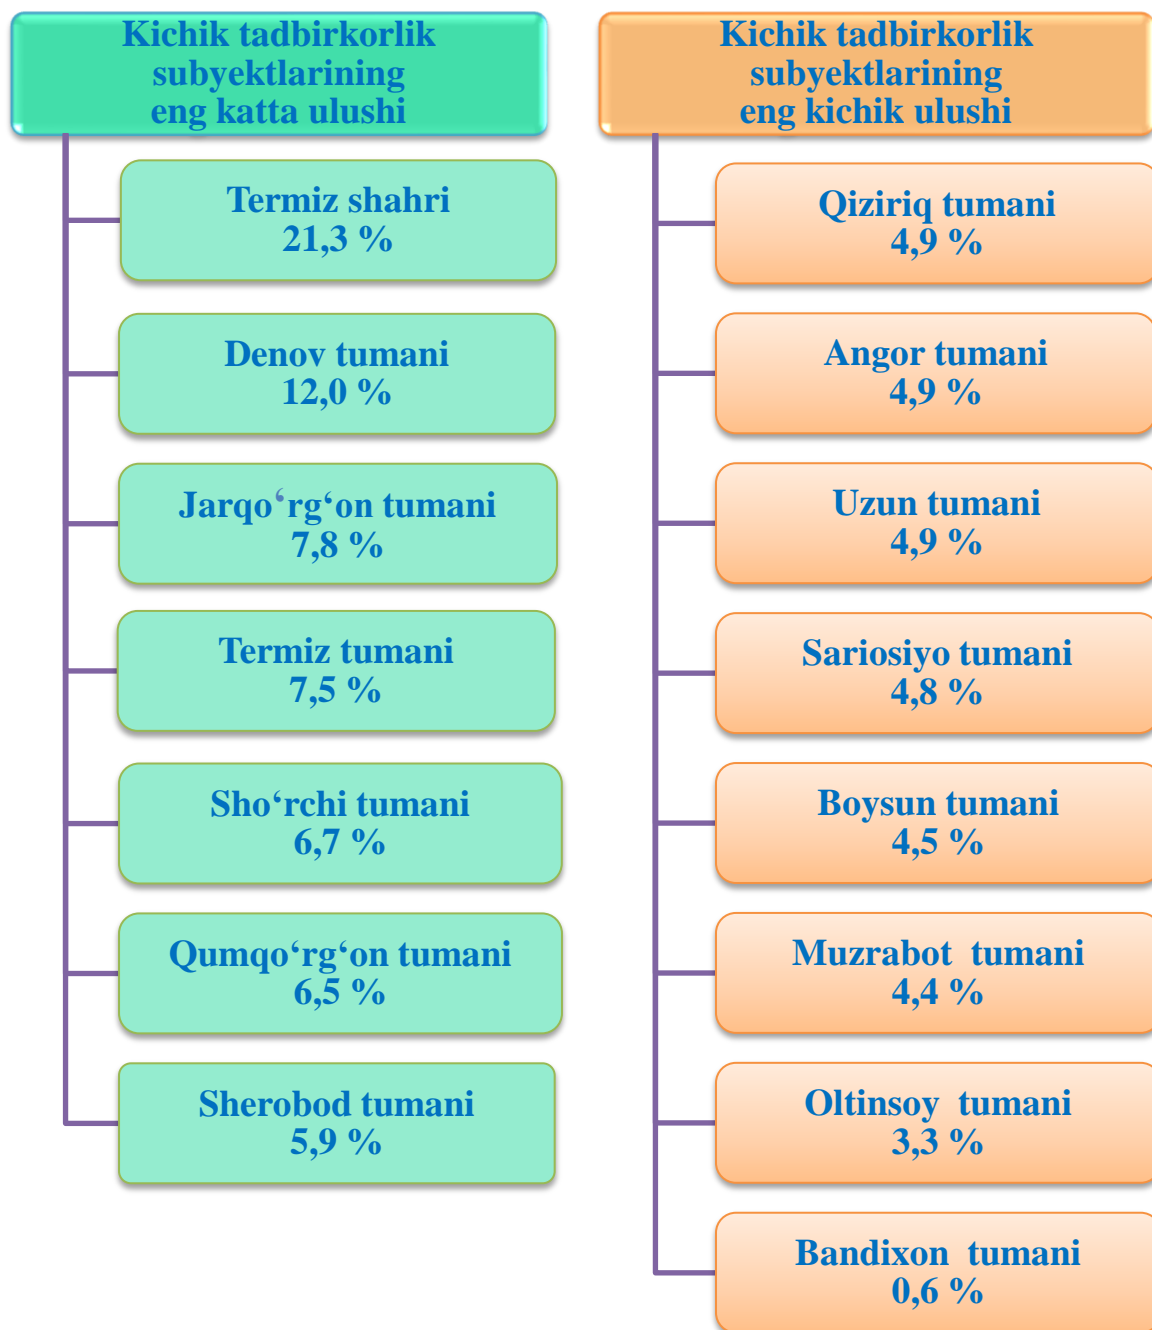 Kichik tadbirkorlik
subyektlarining
eng katta ulushi
Termiz shahri
21,3 %
Denov tumani
12,0 %
Jarqo‘rg‘on tumani
7,8 %
Termiz tumani
7,5 %
Sho‘rchi tumani
6,7 %
Qumqo‘rg‘on tumani
6,5 %
Sherobod tumani
5,9 %
Kichik tadbirkorlik
subyektlarining
eng kichik ulushi
Qiziriq tumani
4,9 %
Angor tumani
4,9 %
Uzun tumani
4,9 %
Sariosiyo tumani
4,8 %
Boysun tumani
4,5 %
Muzrabot  tumani
4,4 %
Oltinsoy  tumani
3,3 %
Bandixon  tumani
0,6 %